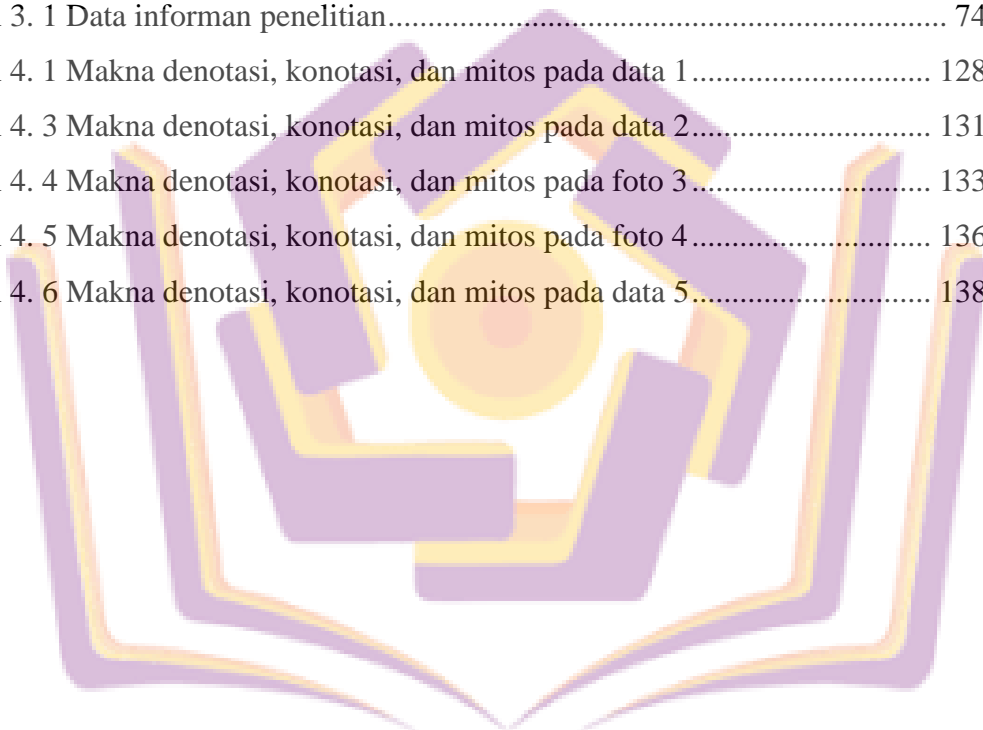 3. 1 Data informan penelitian.......................................................................... 74
4. 1 Makna denotasi, konotasi, dan mitos pada data 1................................ 128
4. 3 Makna denotasi, konotasi, dan mitos pada data 2................................ 131
4. 4 Makna denotasi, konotasi, dan mitos pada foto 3................................ 133
4. 5 Makna denotasi, konotasi, dan mitos pada foto 4................................ 136
4. 6 Makna denotasi, konotasi, dan mitos pada data 5................................ 138